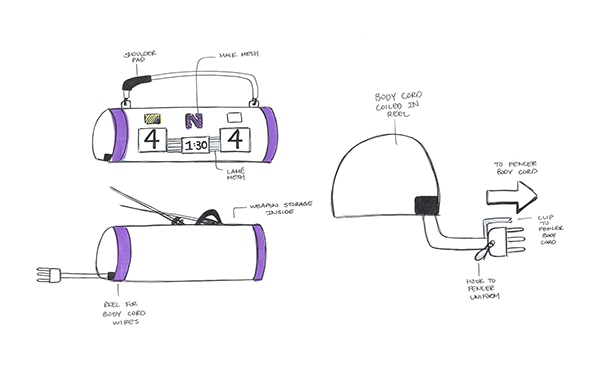 SHOULDER
PAD
MASK MESH
N
4
1:30
4
LAMÉ
MESH
WEAPON STORAGE
INSIDE
REEL FOR
BODY CORD
WIRES
BODY CORD
COILED IN
REEL
TO FENCER
BODY CORD
CLIP
TO
FENCER
BODY
CORD
HOOK TO
FENCER
UNIFORM